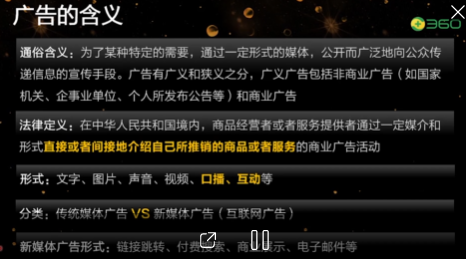 广告的含义
360
通俗含义：为了某种特定的需要，通过一定形式的媒体，公开而广泛地向公众传
递信息的宣传手段。广告有广义和狭义之分，广义广告包括非商业广告（如国家
机关、企事业单位、个人所发布公告等）和商业广告
法律定义：在中华人民共和国境内，商品经营者或者服务提供者通过一定媒介和
形式直接或者间接地介绍自己所推销的商品或者服务的商业广告活动
形式：文字、图片、声音、视频、口播、互动等
分类：传统媒体广告 VS 新媒体广告（互联网广告）
新媒体广告形式：链接跳转、付费搜索、商业展示、电子邮件等